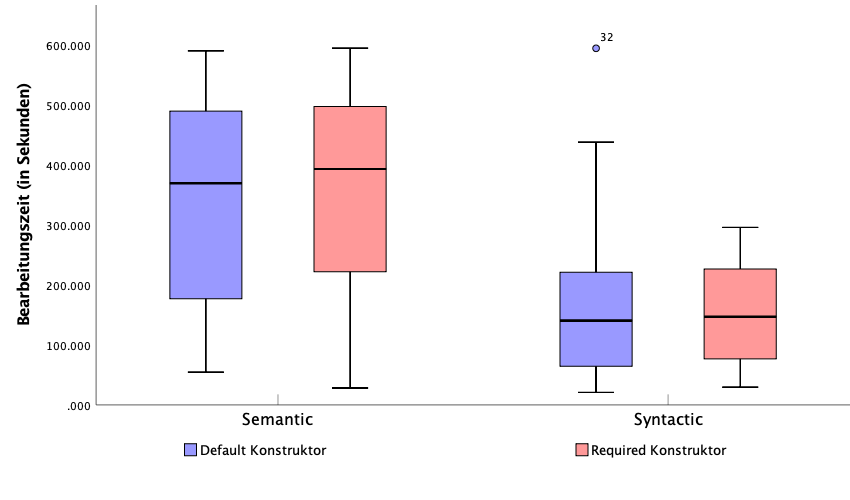 Bearbeitungszeit (in Sekunden)
600.000
500.000
400.000
300.000
200.000
100.000
.000
32
Semantic
Syntactic
Default Konstruktor
Required Konstruktor